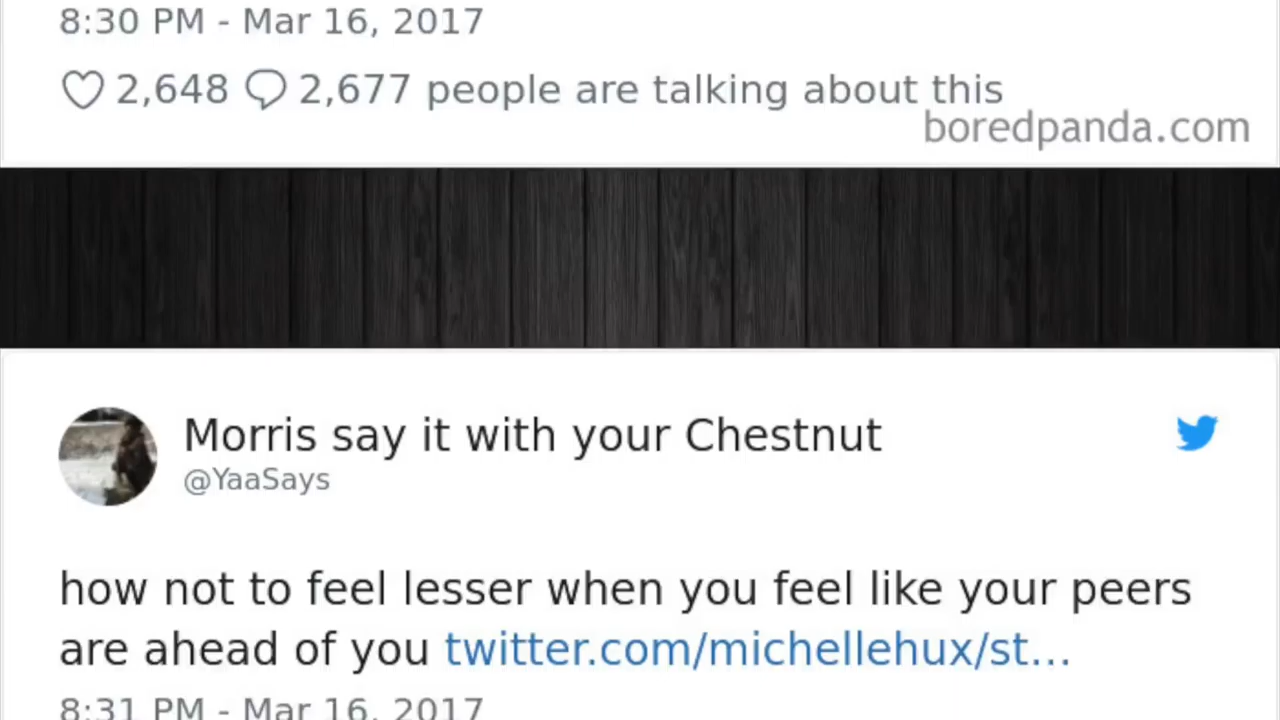 8:30 PM - Mar 16, 2017
2,648 2,677 people are talking about this
boredpanda.com
Morris say it with your Chestnut
@YaaSays
how not to feel lesser when you feel like your peers
are ahead of you twitter.com/michellehux/st...
8:31 PM - Mar 16, 2017